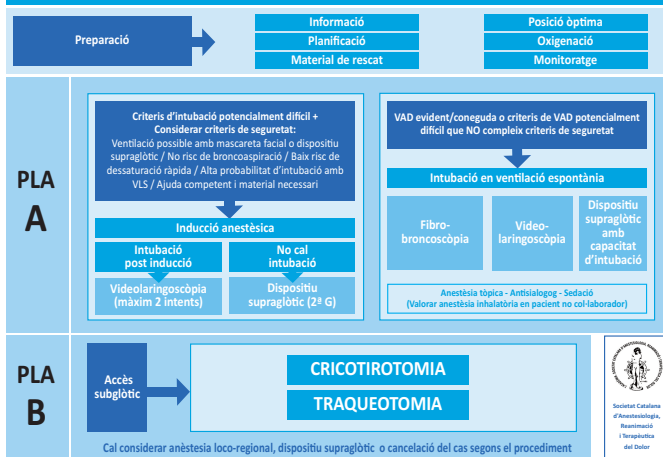 Preparació
Informació
Planificació
Material de rescat
Posició òptima
Oxigenació
Monitoratge
PLA
A
Criteris d'intubació potencialment difícil +
Considerar criteris de seguretat:
Ventilació possible amb mascareta facial o dispositiu
supraglòtic / No risc de broncoaspiració / Baix risc de
dessaturació ràpida / Alta probabilitat d'intubació amb
VLS / Ajuda competent i material necessari
Inducció anestèsica
Intubació
post inducció
No cal
intubació
Videolaringoscòpia
(màxim 2 intents)
Dispositiu
supraglòtic (2ª G)
VAD evident/coneguda o criteris de VAD potencialment
difícil que NO compleix criteris de seguretat
Intubació en ventilació espontània
Fibro-
broncoscòpia
Video-
laringoscòpia
Dispositiu
supraglòtic
amb
capacitat
d'intubació
Anestèsia tòpica - Antisialogog - Sedació
(Valorar anestèsia inhalatòria en pacient no col·laborador)
PLA
B
Accès
subglòtic
CRICOTIROTOMIA
TRAQUEOTOMIA
Cal considerar anèstesia loco-regional, dispositiu supraglòtic o cancelació del cas segons el procediment
Societat Catalana
d'Anestesiologia,
Reanimació
i Terapèutica
del Dolor